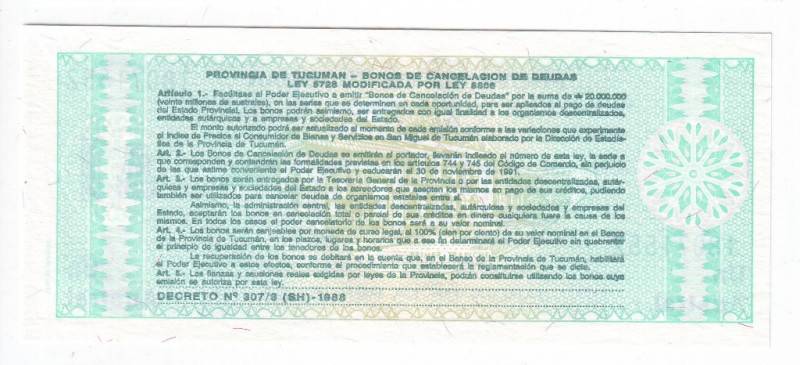 PROVINCIA DE TUCUMAN - BONOS DE CANCELACION DE DEUDAS
LEY 5728 MODIFICADA POR LEY
Artículo 1.- Facúltase al Poder Ejecutivo a emitir "Bonos de Cancelación de Deudas" por la suma de ₳ 20.000.000
(veinte millones de australes), en las series que se determinen en cada oportunidad, para ser aplicados al pago de deudas
del Estado Provincial. Los bonos podrán asimismo, ser entregados con igual finalidad a los organismos descentralizados,
entidades autárquicas y a empresas y sociedades del Estado.
El monto autorizado podrá ser actualizado al momento de cada emisión conforme a las variaciones que experimente
el Indice de Precios al Consumidor de Bienes y Servicios en San Miguel de Tucumán elaborado por la Dirección de Estadís-
tica de la Provincia de Tucumán.
Art. 2.- Los Bonos de Cancelación de Deudas se emitirán al portador, llevarán indicado el número de esta ley, la sede a
que corresponden y contendrán las formalidades previstas en los artículos 744 y 745 del Código de Comercio, sin perjuicio
de las que estime conveniente el Poder Ejecutivo y caducarán el 30 de noviembre de 1991.
Art. 3.- Los bonos serán entregados por la Tesorería General de la Provincia o por las entidades descentralizadas, autár-
quicas y empresas y sociedades del Estado a los acreedores que acepten los mismos en pago de sus créditos, pudiendo
también ser utilizados para cancelar deudas de organismos estatales entre sí.
Asimismo, la administración central, las entidades descentralizadas, autárquicas y sociedades y empresas del
Estado, aceptarán los bonos en cancelación total o parcial de sus créditos en dinero cualquiera fuere la causa de los
mismos. En todos los casos el poder cancelatorio de los bonos será a su valor nominal.
Art. 4.- Los bonos serán canjeables por moneda de curso legal, al 100% (cien por ciento) de su valor nominal en el Banco
de la Provincia de Tucumán, en los plazos, lugares y horarios que a ese fin determinará el Poder Ejecutivo sin quebrantar
el principio de igualdad entre los tenedores de los bonos.
La recuperación de los bonos se debitará en la cuenta que, en el Banco de la Provincia de Tucumán, habilitará
el Poder Ejecutivo a estos efectos, conforme al procedimiento que establecerá la reglamentación que se dicte.
Art. 5.- Las fianzas y cauciones reales exigidas por leyes de la Provincia, podrán constituirse utilizando los bonos cuya
emisión se autoriza por esta ley.
DECRETO Nº 307/3 (SH)-1988